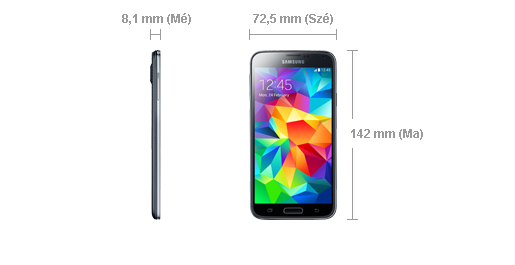 8,1 mm (Mé)
72,5 mm (Szé)
SAMSUNG
12:45
142 mm (Ma)